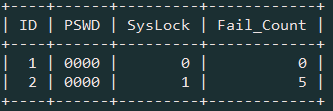 +----+------+---------+------------+
| ID | PSWD | SysLock | Fail_Count |
+----+------+---------+------------+
|  1 | 0000 |       0 |          0 |
|  2 | 0000 |       1 |          5 |
+----+------+---------+------------+